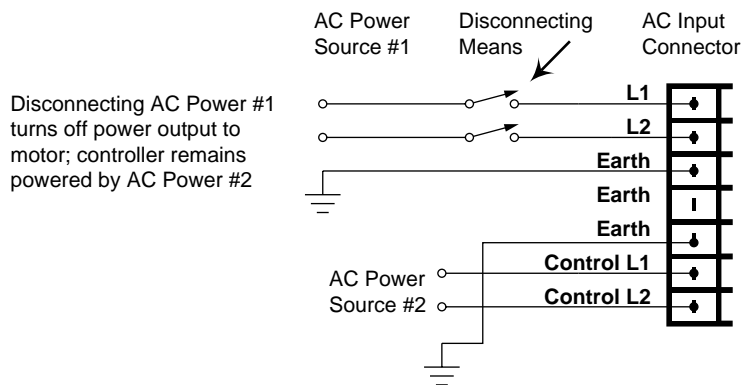 AC Power
Source #1
Disconnecting
Means
AC Input
Connector
Disconnecting AC Power #1
turns off power output to
motor; controller remains
powered by AC Power #2
L1
L2
Earth
Earth
Earth
Control L1
Control L2
AC Power
Source #2